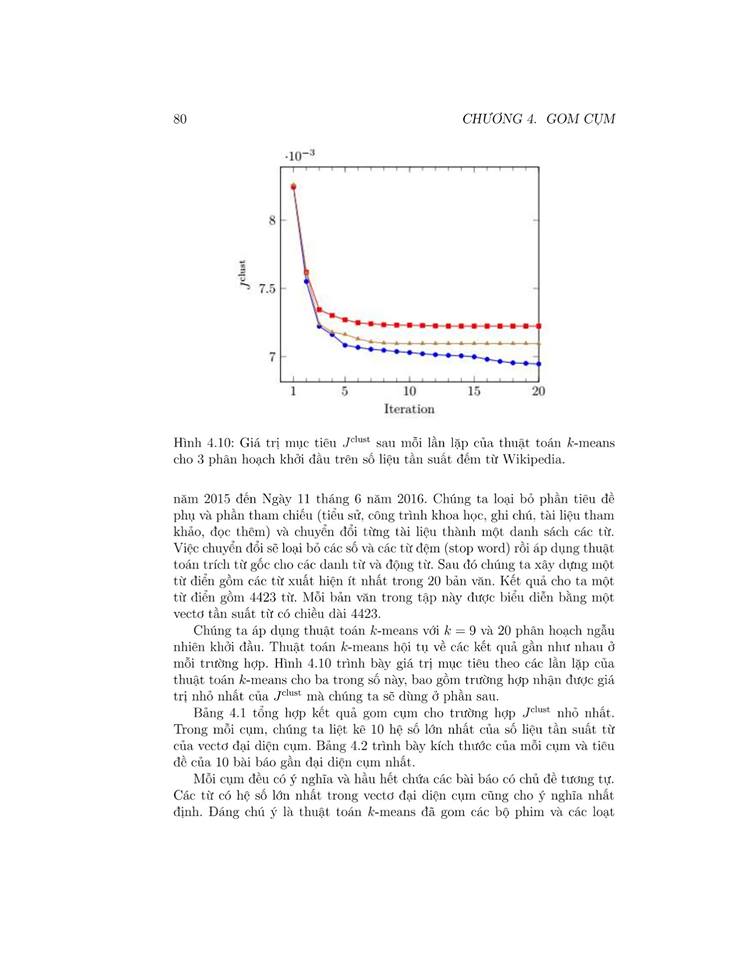 80 CHƯƠNG 4. GOM CỤM
·10⁻³
8
7.5
7
J^clust
1 5 10 15 20
Iteration
Hình 4.10: Giá trị mục tiêu J^clust sau mỗi lần lặp của thuật toán k-means
cho 3 phân hoạch khởi đầu trên số liệu tần suất đếm từ Wikipedia.
năm 2015 đến Ngày 11 tháng 6 năm 2016. Chúng ta loại bỏ phần tiêu đề
phụ và phần tham chiếu (tiểu sử, công trình khoa học, ghi chú, tài liệu tham
khảo, đọc thêm) và chuyển đổi từng tài liệu thành một danh sách các từ.
Việc chuyển đổi sẽ loại bỏ các số và các từ đệm (stop word) rồi áp dụng thuật
toán trích từ gốc cho các danh từ và động từ. Sau đó chúng ta xây dựng một
từ điển gồm các từ xuất hiện ít nhất trong 20 bản văn. Kết quả cho ta một
từ điển gồm 4423 từ. Mỗi bản văn trong tập này được biểu diễn bằng một
vectơ tần suất từ có chiều dài 4423.
Chúng ta áp dụng thuật toán k-means với k = 9 và 20 phân hoạch ngẫu
nhiên khởi đầu. Thuật toán k-means hội tụ về các kết quả gần như nhau ở
mỗi trường hợp. Hình 4.10 trình bày giá trị mục tiêu theo các lần lặp của
thuật toán k-means cho ba trong số này, bao gồm trường hợp nhận được giá
trị nhỏ nhất của J^clust mà chúng ta sẽ dùng ở phần sau.
Bảng 4.1 tổng hợp kết quả gom cụm cho trường hợp J^clust nhỏ nhất.
Trong mỗi cụm, chúng ta liệt kê 10 hệ số lớn nhất của số liệu tần suất từ
của vectơ đại diện cụm. Bảng 4.2 trình bày kích thước của mỗi cụm và tiêu
đề của 10 bài báo gần đại diện cụm nhất.
Mỗi cụm đều có ý nghĩa và hầu hết chứa các bài báo có chủ đề tương tự.
Các từ có hệ số lớn nhất trong vectơ đại diện cụm cũng cho ý nghĩa nhất
định. Dáng chú ý là thuật toán k-means đã gom các bộ phim và các loạt